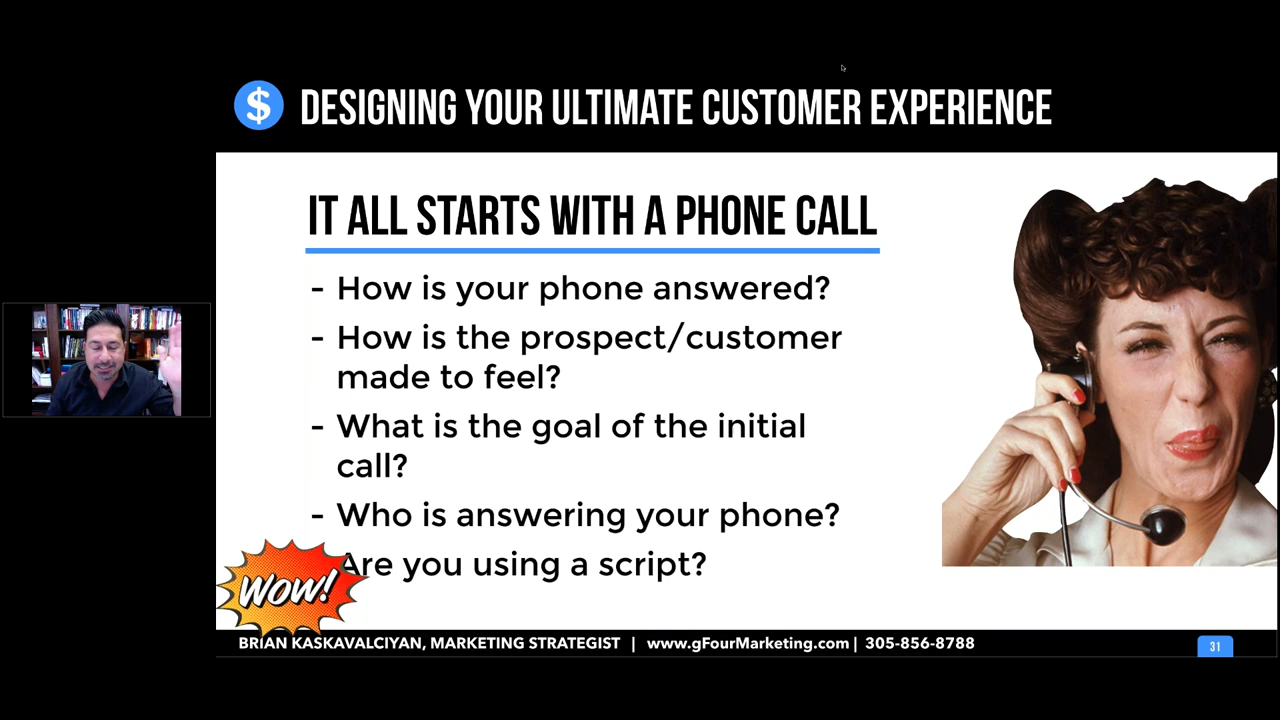 $ DESIGNING YOUR ULTIMATE CUSTOMER EXPERIENCE
IT ALL STARTS WITH A PHONE CALL
- How is your phone answered?
- How is the prospect/customer
made to feel?
- What is the goal of the initial
call?
- Who is answering your phone?
Are you using a script?
WOW!
BRIAN KASKAVALCIYAN, MARKETING STRATEGIST | www.gFourMarketing.com | 305-856-8788
31